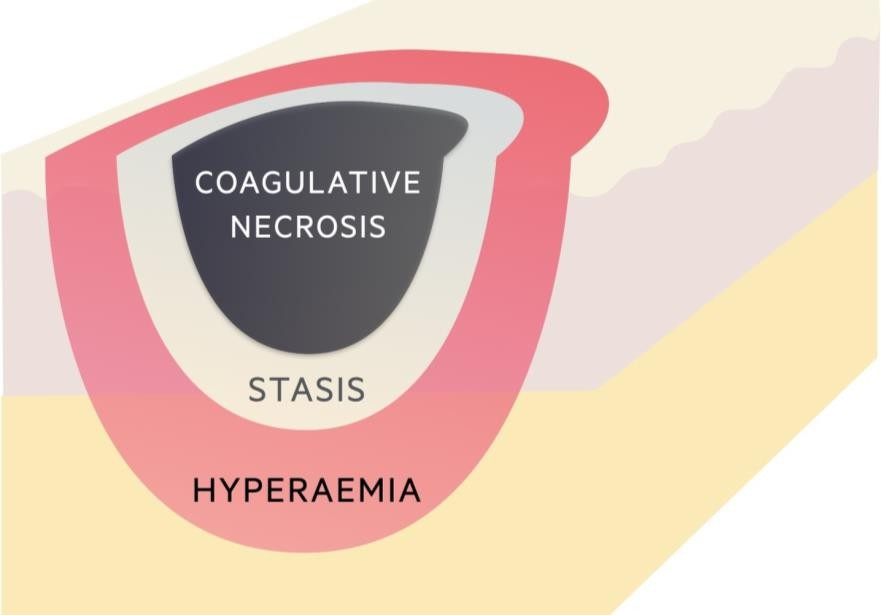 COAGULATIVE
NECROSIS
STASIS
HYPERAEMIA